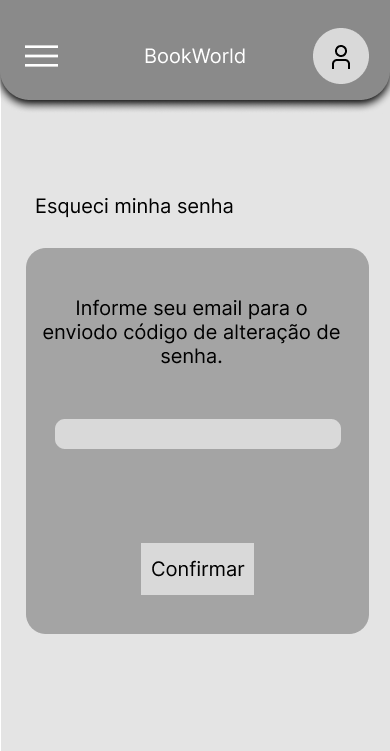 BookWorld
Esqueci minha senha
Informe seu email para o
enviodo código de alteração de
senha.
Confirmar